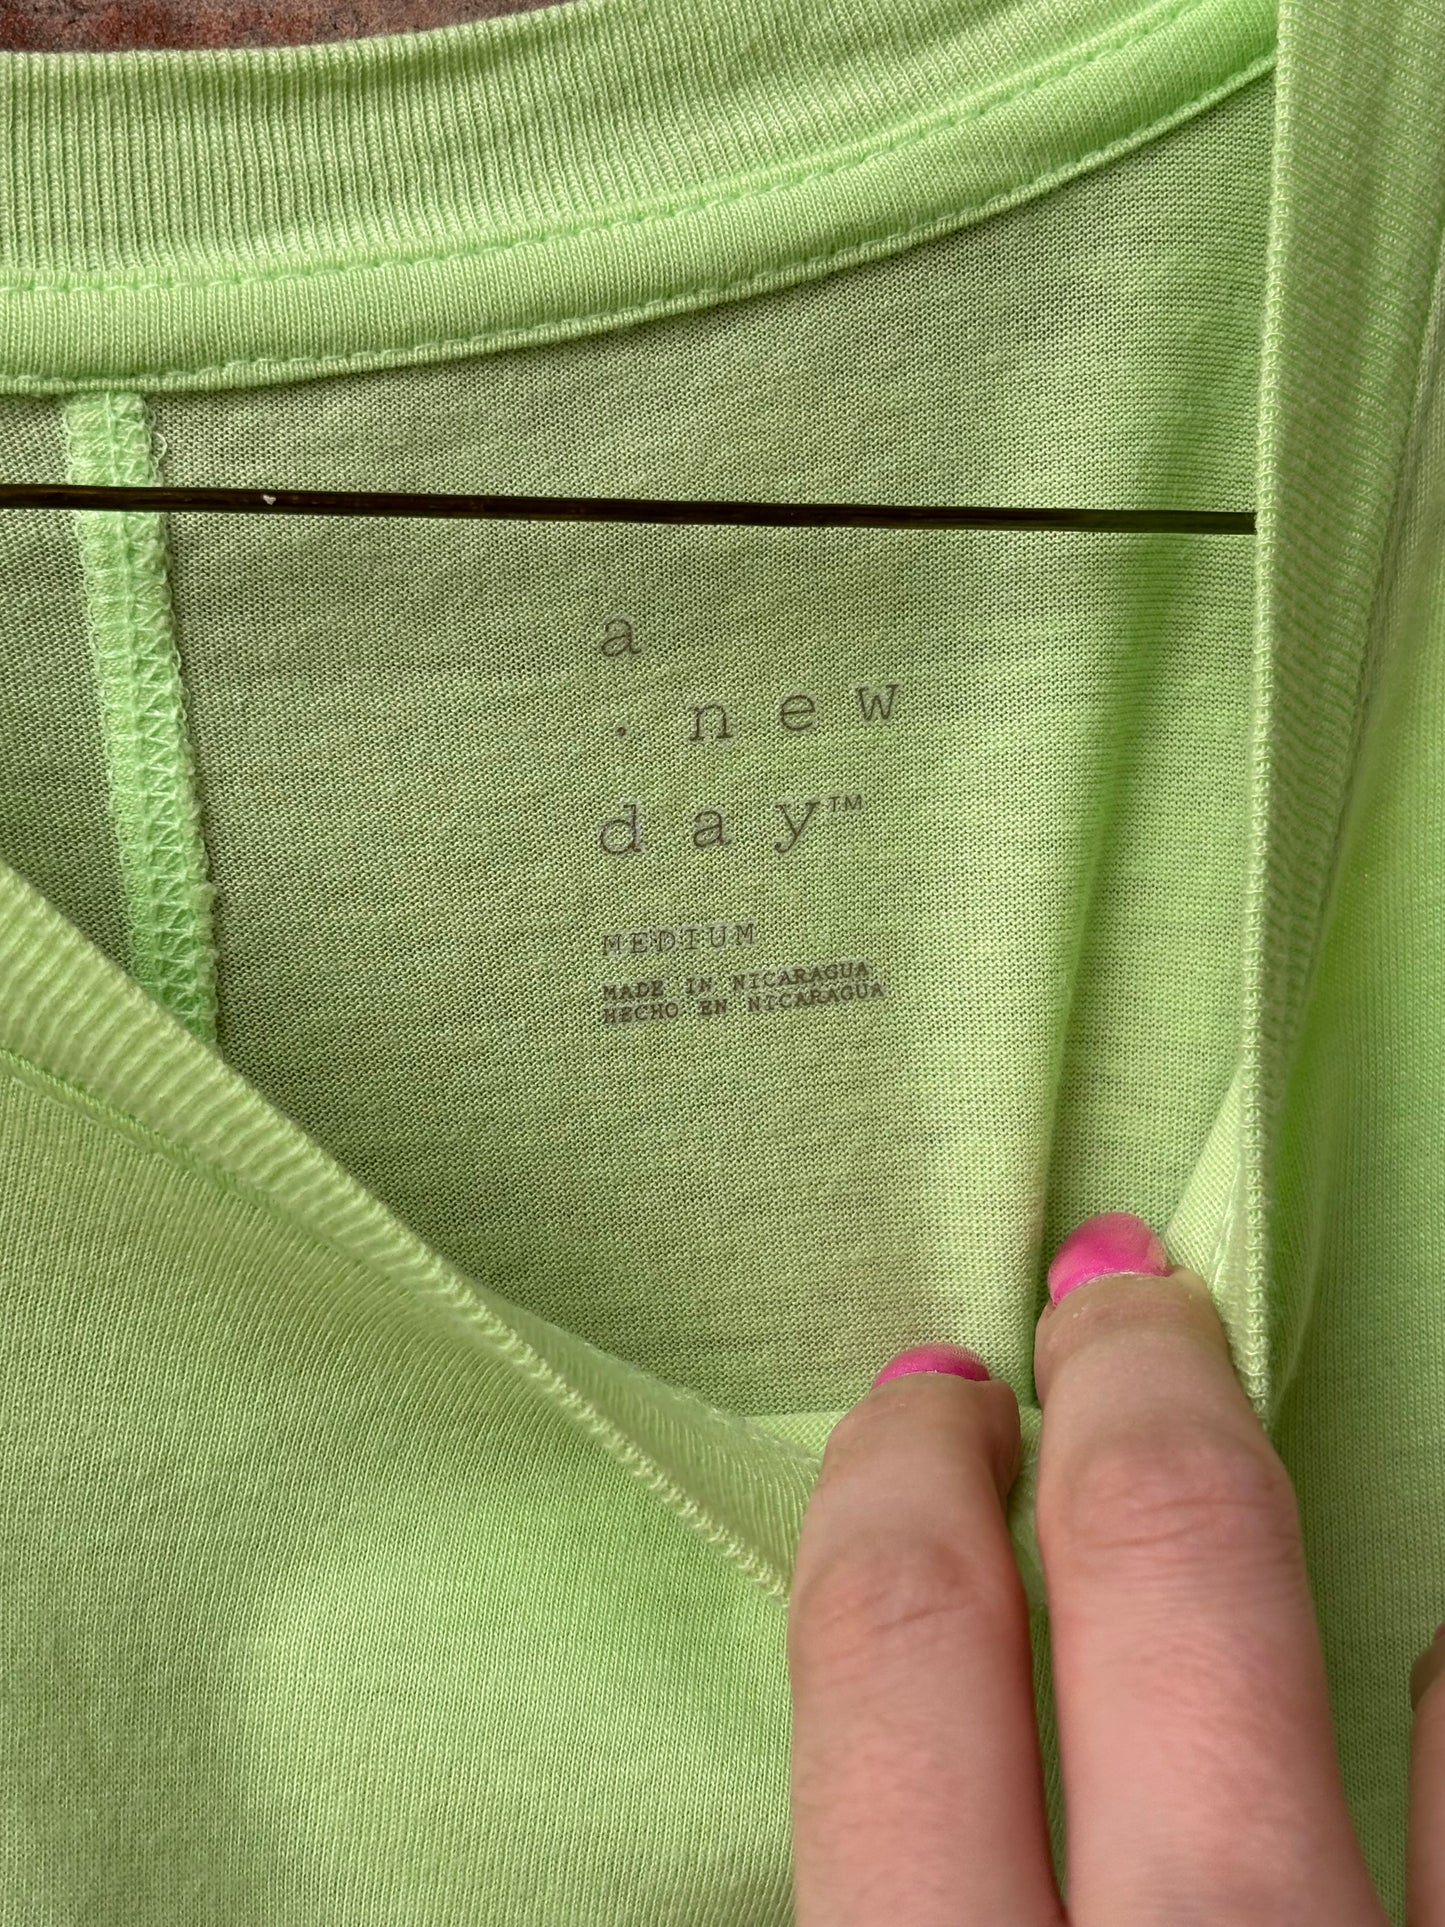 a
· new
day™
MEDIUM
MADE IN NICARAGUA
HECHO EN NICARAGUA